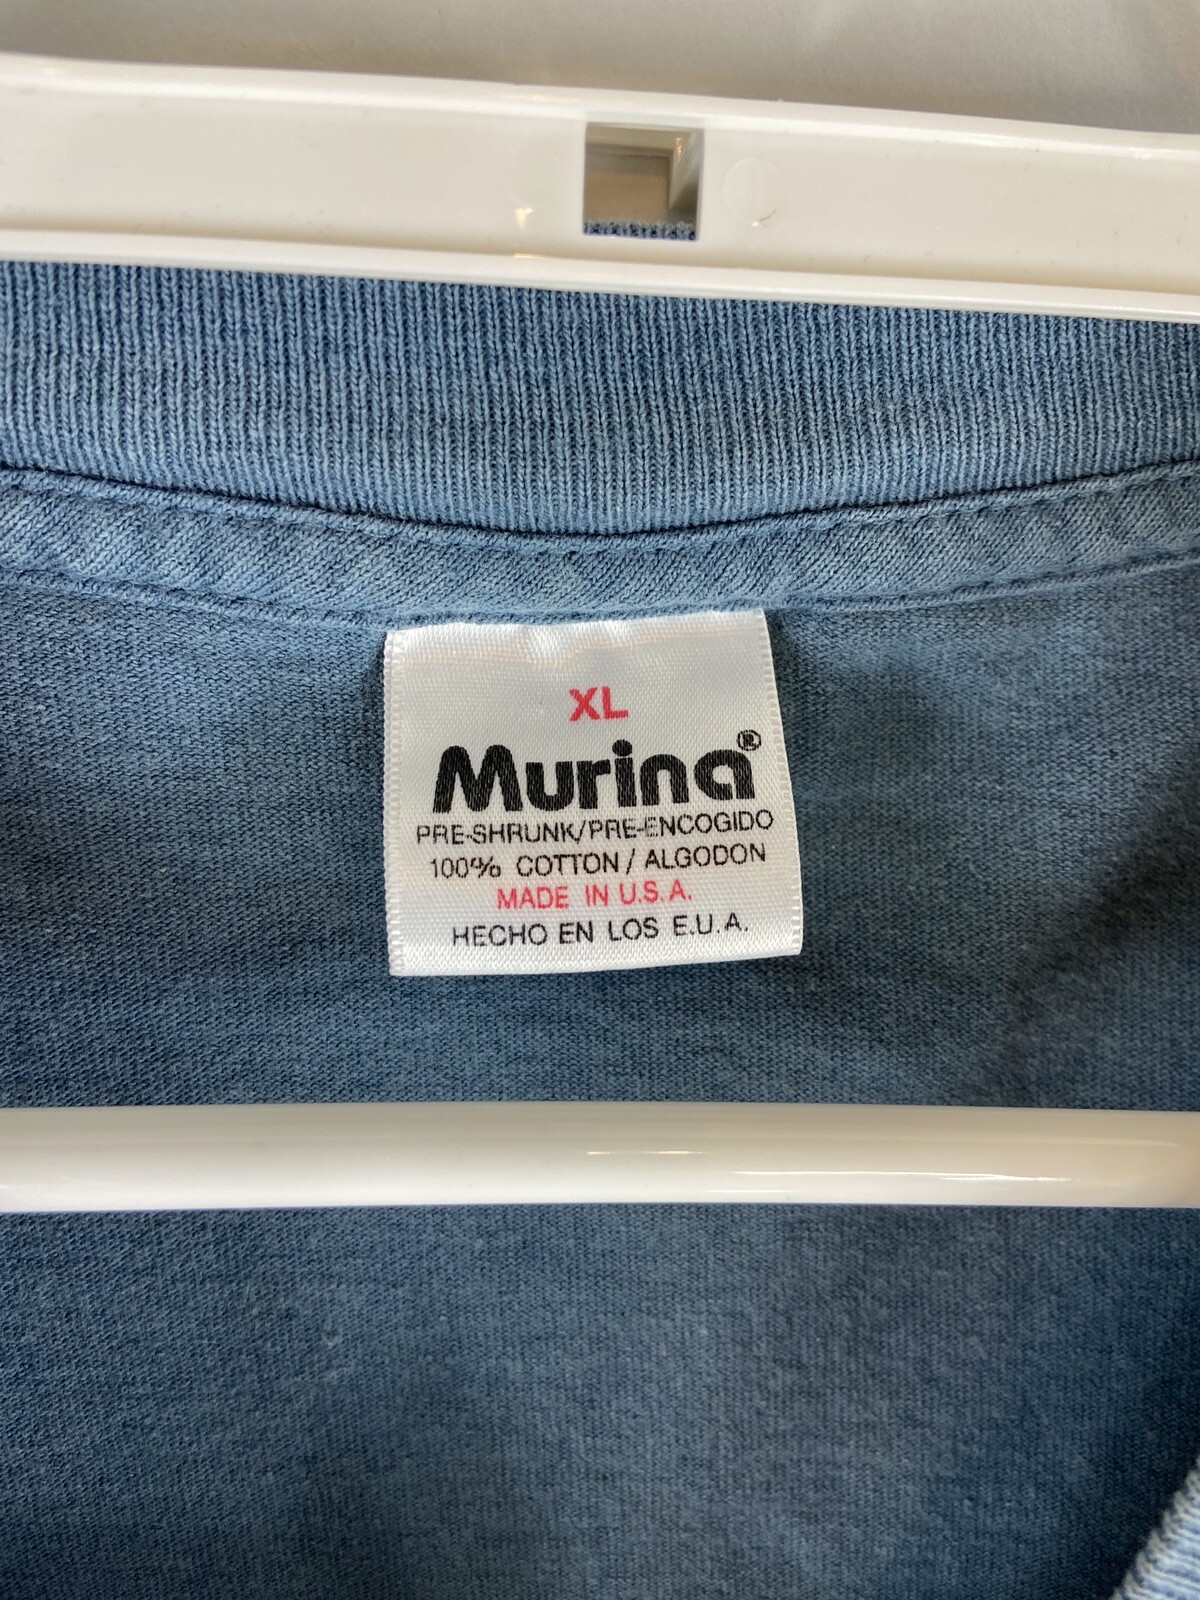 XL
Murina®
PRE-SHRUNK/PRE-ENCOGIDO
100% COTTON / ALGODON
MADE IN U.S.A.
HECHO EN LOS E.U.A.